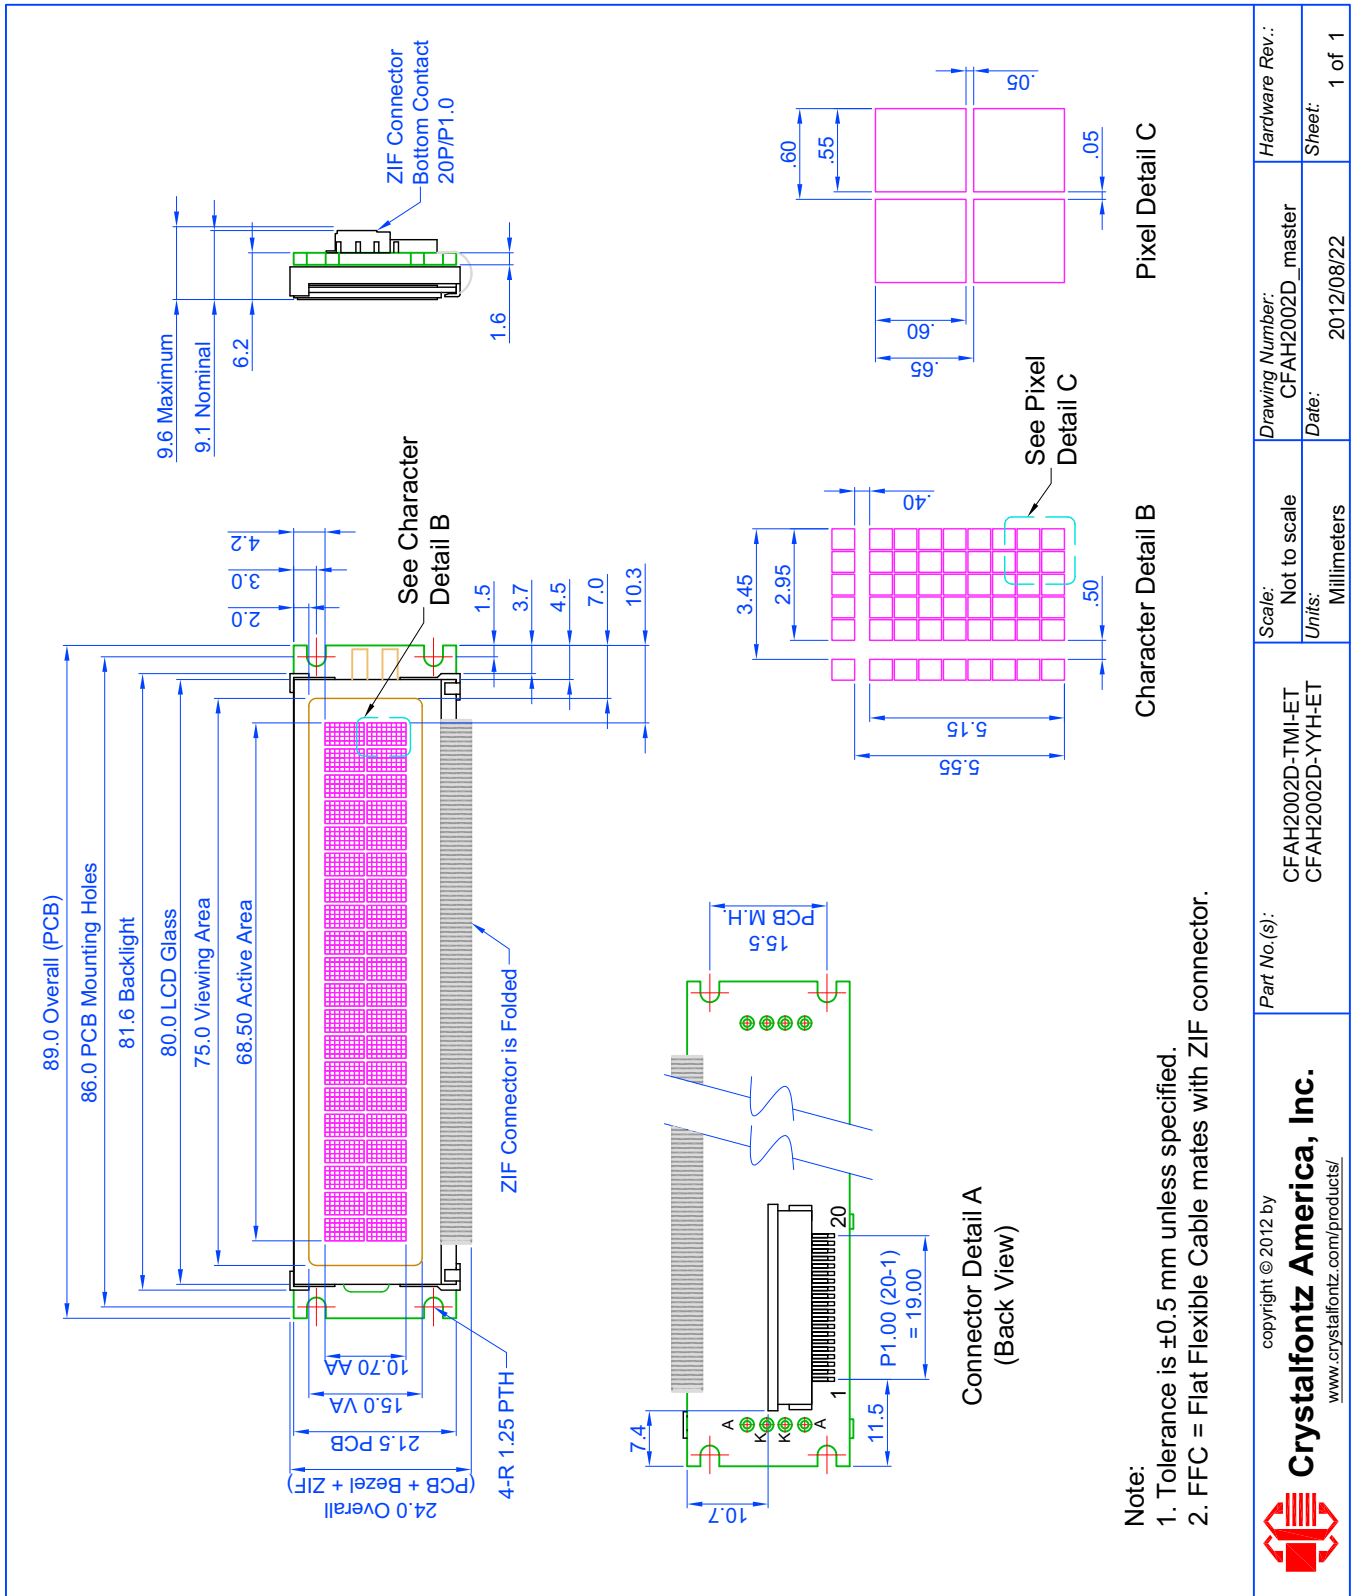 89.0 Overall (PCB)
86.0 PCB Mounting Holes
81.6 Backlight
80.0 LCD Glass
75.0 Viewing Area
68.50 Active Area
24.0 Overall
(PCB + Bezel + ZIF)
21.5 PCB
15.0 VA
10.70 AA
4-R 1.25 PTH
ZIF Connector is Folded
2.0
3.0
4.2
See Character
Detail B
1.5
3.7
4.5
7.0
10.3
9.6 Maximum
9.1 Nominal
6.2
1.6
ZIF Connector
Bottom Contact
20P/P1.0
7.4
10.7
A
K
K
A
1
20
11.5
P1.00 (20-1)
= 19.00
15.5
PCB M.H.
Connector Detail A
(Back View)
3.45
2.95
.40
.50
5.15
5.55
See Pixel
Detail C
Character Detail B
.60
.55
.05
.05
.60
.65
Pixel Detail C
Note:
1. Tolerance is ±0.5 mm unless specified.
2. FFC = Flat Flexible Cable mates with ZIF connector.
copyright © 2012 by
Crystalfontz America, Inc.
www.crystalfontz.com/products/
Part No.(s):
CFAH2002D-TMI-ET
CFAH2002D-YYH-ET
Scale:
Not to scale
Units:
Millimeters
Drawing Number:
CFAH2002D_master
Date:
2012/08/22
Hardware Rev.:
Sheet:
1 of 1